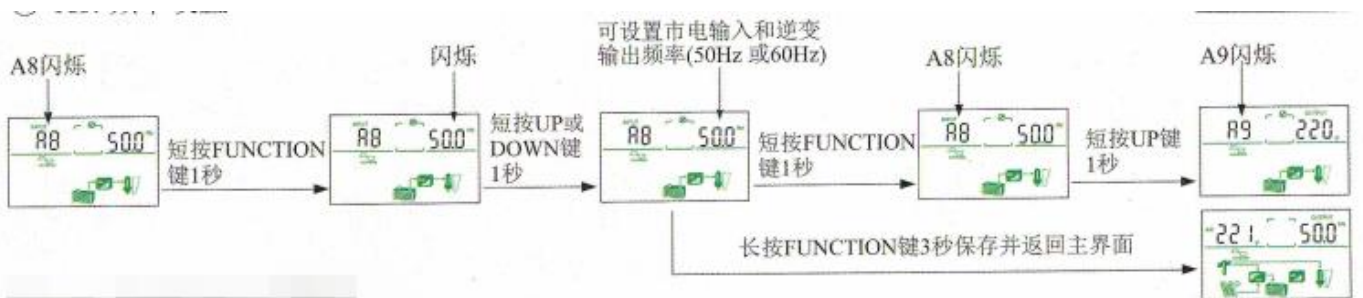 可设置市电输入和逆变
输出频率(50Hz 或60Hz)
A8闪烁
闪烁
A8闪烁
A9闪烁
A8 50.0
短按FUNCTION
键1秒
A8 50.0
短按UP或
DOWN键
1秒
A8 50.0
短按FUNCTION
键1秒
A8 50.0
短按UP键
1秒
OUTPUT
A9 220
长按FUNCTION键3秒保存并返回主界面
OUTPUT
221 50.0